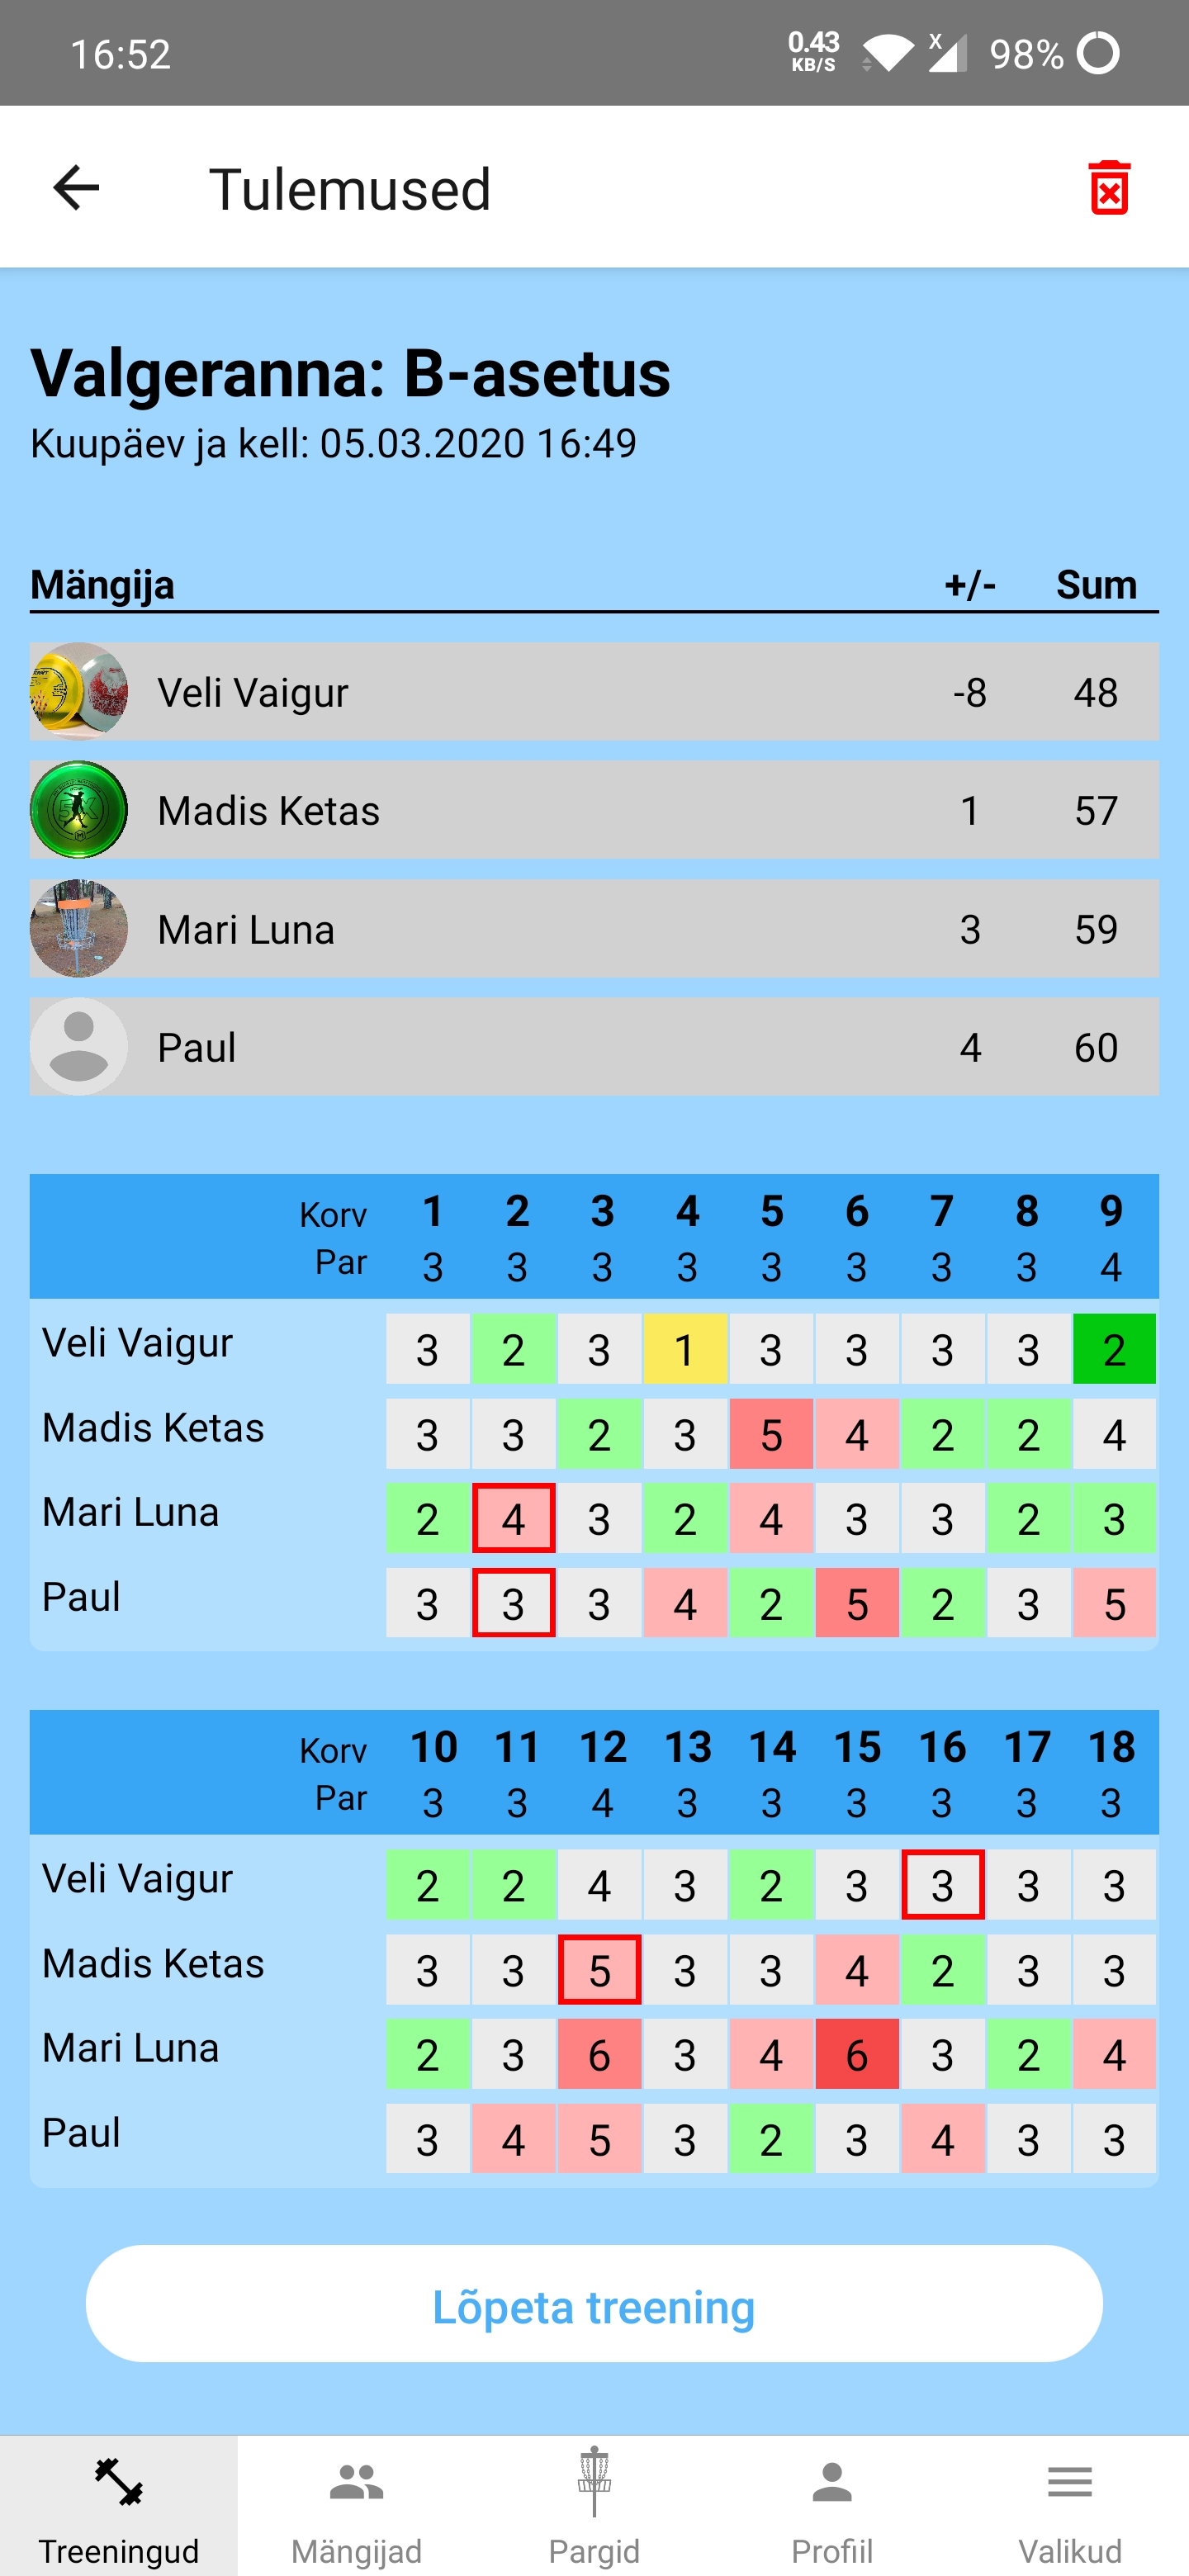 16:52 0.43 KB/S X 98%
Tulemused
Valgeranna: B-asetus
Kuupäev ja kell: 05.03.2020 16:49
Mängija +/- Sum
Veli Vaigur -8 48
Madis Ketas 1 57
Mari Luna 3 59
Paul 4 60
Korv 1 2 3 4 5 6 7 8 9
Par 3 3 3 3 3 3 3 3 4
Veli Vaigur 3 2 3 1 3 3 3 3 2
Madis Ketas 3 3 2 3 5 4 2 2 4
Mari Luna 2 4 3 2 4 3 3 2 3
Paul 3 3 3 4 2 5 2 3 5
Korv 10 11 12 13 14 15 16 17 18
Par 3 3 4 3 3 3 3 3 3
Veli Vaigur 2 2 4 3 2 3 3 3 3
Madis Ketas 3 3 5 3 3 4 2 3 3
Mari Luna 2 3 6 3 4 6 3 2 4
Paul 3 4 5 3 2 3 4 3 3
Lõpeta treening
Treeningud Mängijad Pargid Profiil Valikud